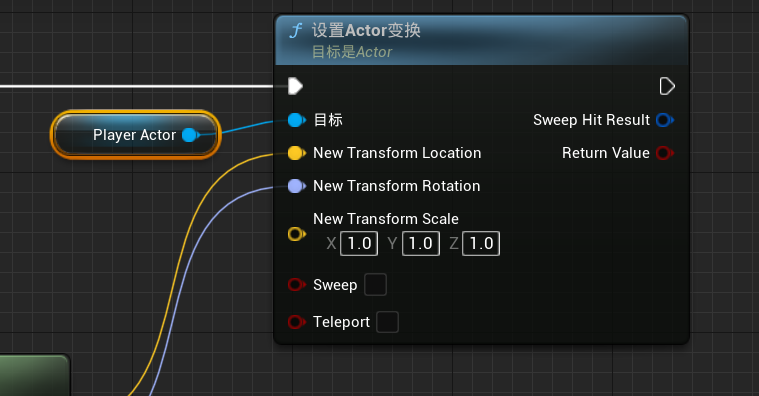 f 设置Actor变换
目标是Actor
Player Actor
目标
Sweep Hit Result
New Transform Location
Return Value
New Transform Rotation
New Transform Scale
X 1.0 Y 1.0 Z 1.0
Sweep
Teleport